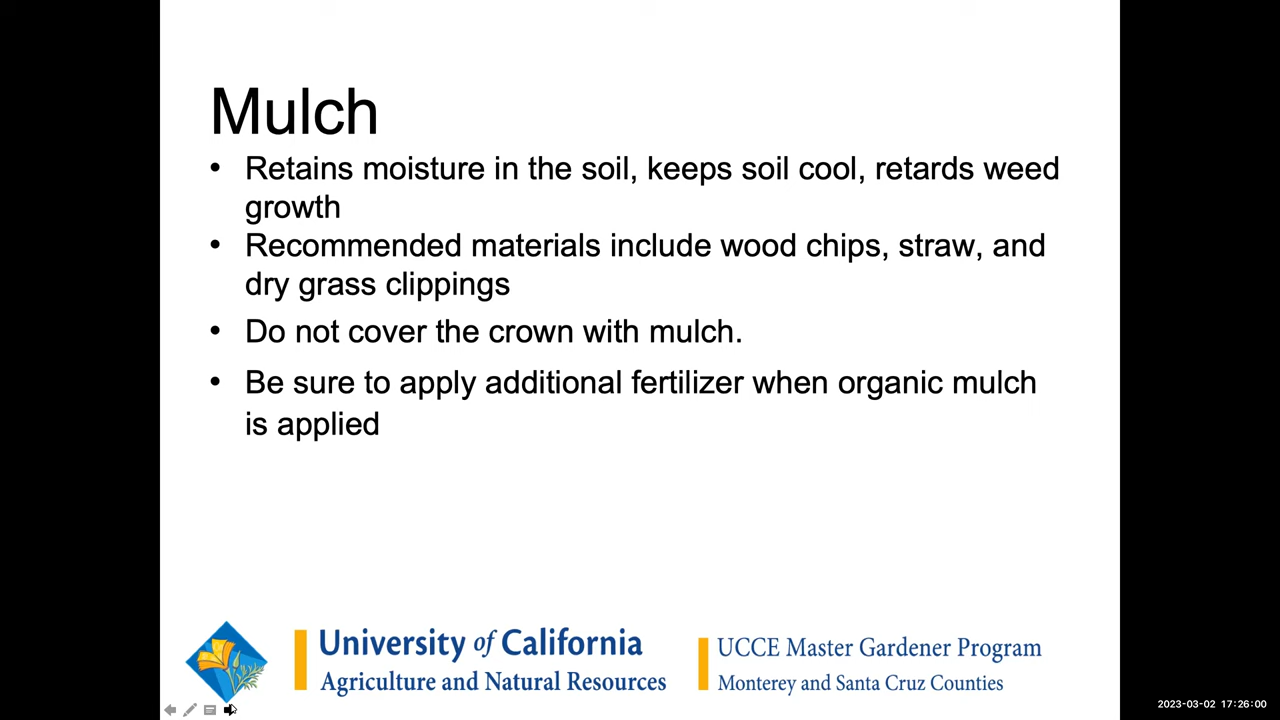 Mulch
• Retains moisture in the soil, keeps soil cool, retards weed
growth
• Recommended materials include wood chips, straw, and
dry grass clippings
• Do not cover the crown with mulch.
• Be sure to apply additional fertilizer when organic mulch
is applied
University of California
Agriculture and Natural Resources
UCCE Master Gardener Program
Monterey and Santa Cruz Counties
2023-03-02 17:26:00